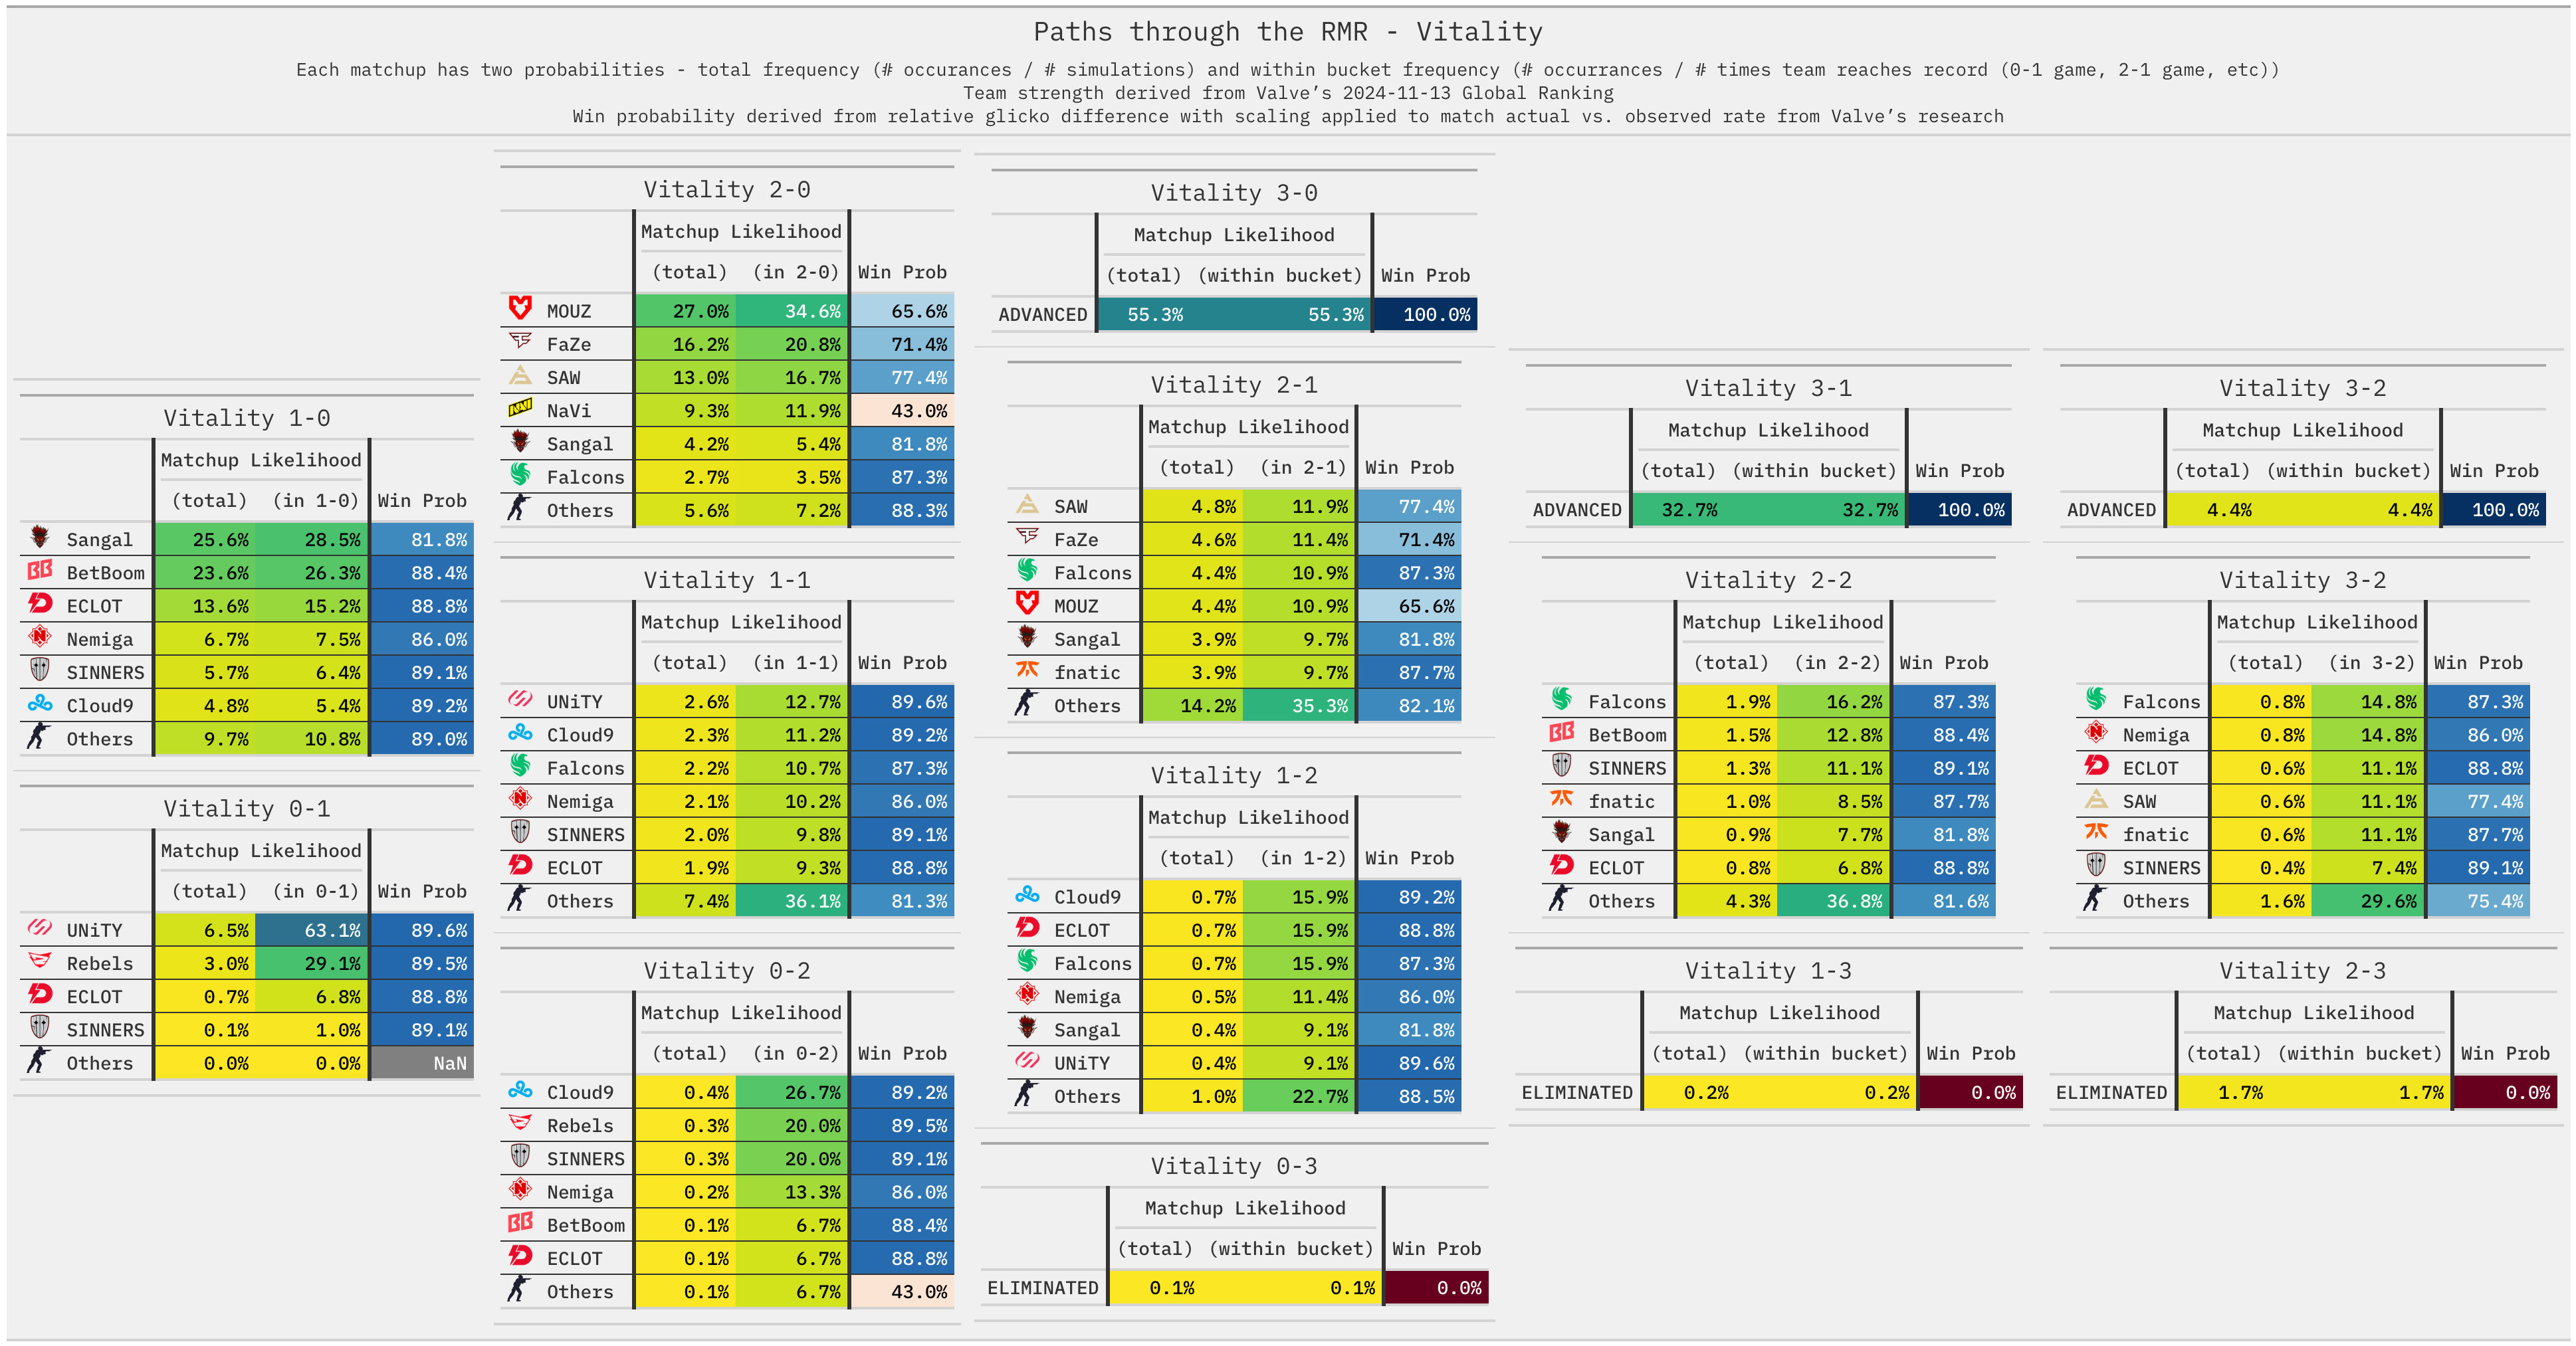 Paths through the RMR - Vitality
Each matchup has two probabilities - total frequency (# occurances / # simulations) and within bucket frequency (# occurrances / # times team reaches record (0-1 game, 2-1 game, etc))
Team strength derived from Valve's 2024-11-13 Global Ranking
Win probability derived from relative glicko difference with scaling applied to match actual vs. observed rate from Valve's research
Vitality 1-0
Matchup Likelihood
(total) (in 1-0) Win Prob
Sangal 25.6% 28.5% 81.8%
BetBoom 23.6% 26.3% 88.4%
ECLOT 13.6% 15.2% 88.8%
Nemiga 6.7% 7.5% 86.0%
SINNERS 5.7% 6.4% 89.1%
Cloud9 4.8% 5.4% 89.2%
Others 9.7% 10.8% 89.0%
Vitality 0-1
Matchup Likelihood
(total) (in 0-1) Win Prob
UNiTY 6.5% 63.1% 89.6%
Rebels 3.0% 29.1% 89.5%
ECLOT 0.7% 6.8% 88.8%
SINNERS 0.1% 1.0% 89.1%
Others 0.0% 0.0% NaN
Vitality 2-0
Matchup Likelihood
(total) (in 2-0) Win Prob
MOUZ 27.0% 34.6% 65.6%
FaZe 16.2% 20.8% 71.4%
SAW 13.0% 16.7% 77.4%
NaVi 9.3% 11.9% 43.0%
Sangal 4.2% 5.4% 81.8%
Falcons 2.7% 3.5% 87.3%
Others 5.6% 7.2% 88.3%
Vitality 1-1
Matchup Likelihood
(total) (in 1-1) Win Prob
UNiTY 2.6% 12.7% 89.6%
Cloud9 2.3% 11.2% 89.2%
Falcons 2.2% 10.7% 87.3%
Nemiga 2.1% 10.2% 86.0%
SINNERS 2.0% 9.8% 89.1%
ECLOT 1.9% 9.3% 88.8%
Others 7.4% 36.1% 81.3%
Vitality 0-2
Matchup Likelihood
(total) (in 0-2) Win Prob
Cloud9 0.4% 26.7% 89.2%
Rebels 0.3% 20.0% 89.5%
SINNERS 0.3% 20.0% 89.1%
Nemiga 0.2% 13.3% 86.0%
BetBoom 0.1% 6.7% 88.4%
ECLOT 0.1% 6.7% 88.8%
Others 0.1% 6.7% 43.0%
Vitality 3-0
Matchup Likelihood
(total) (within bucket) Win Prob
ADVANCED 55.3% 55.3% 100.0%
Vitality 2-1
Matchup Likelihood
(total) (in 2-1) Win Prob
SAW 4.8% 11.9% 77.4%
FaZe 4.6% 11.4% 71.4%
Falcons 4.4% 10.9% 87.3%
MOUZ 4.4% 10.9% 65.6%
Sangal 3.9% 9.7% 81.8%
fnatic 3.9% 9.7% 87.7%
Others 14.2% 35.3% 82.1%
Vitality 1-2
Matchup Likelihood
(total) (in 1-2) Win Prob
Cloud9 0.7% 15.9% 89.2%
ECLOT 0.7% 15.9% 88.8%
Falcons 0.7% 15.9% 87.3%
Nemiga 0.5% 11.4% 86.0%
Sangal 0.4% 9.1% 81.8%
UNiTY 0.4% 9.1% 89.6%
Others 1.0% 22.7% 88.5%
Vitality 0-3
Matchup Likelihood
(total) (within bucket) Win Prob
ELIMINATED 0.1% 0.1% 0.0%
Vitality 3-1
Matchup Likelihood
(total) (within bucket) Win Prob
ADVANCED 32.7% 32.7% 100.0%
Vitality 2-2
Matchup Likelihood
(total) (in 2-2) Win Prob
Falcons 1.9% 16.2% 87.3%
BetBoom 1.5% 12.8% 88.4%
SINNERS 1.3% 11.1% 89.1%
fnatic 1.0% 8.5% 87.7%
Sangal 0.9% 7.7% 81.8%
ECLOT 0.8% 6.8% 88.8%
Others 4.3% 36.8% 81.6%
Vitality 1-3
Matchup Likelihood
(total) (within bucket) Win Prob
ELIMINATED 0.2% 0.2% 0.0%
Vitality 3-2
Matchup Likelihood
(total) (within bucket) Win Prob
ADVANCED 4.4% 4.4% 100.0%
Vitality 3-2
Matchup Likelihood
(total) (in 3-2) Win Prob
Falcons 0.8% 14.8% 87.3%
Nemiga 0.8% 14.8% 86.0%
ECLOT 0.6% 11.1% 88.8%
SAW 0.6% 11.1% 77.4%
fnatic 0.6% 11.1% 87.7%
SINNERS 0.4% 7.4% 89.1%
Others 1.6% 29.6% 75.4%
Vitality 2-3
Matchup Likelihood
(total) (within bucket) Win Prob
ELIMINATED 1.7% 1.7% 0.0%